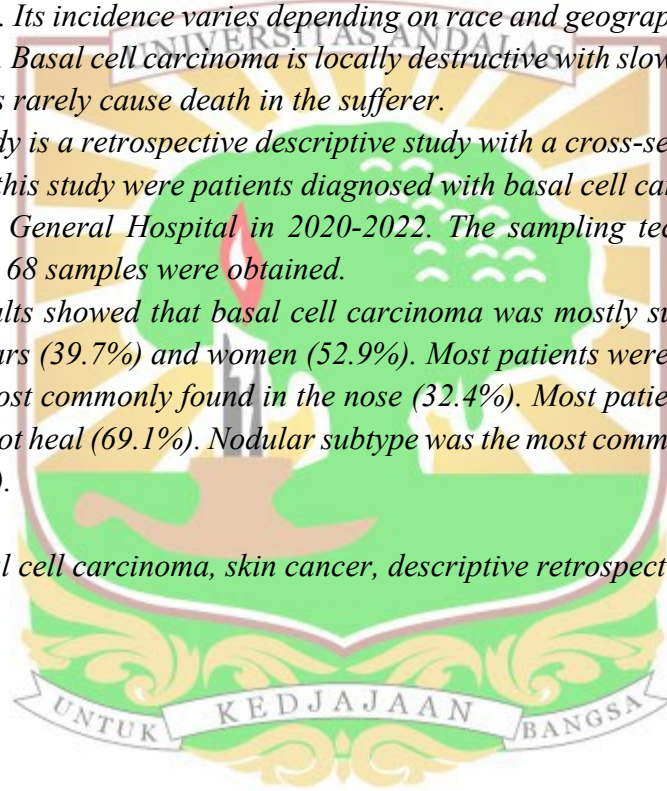 . Its incidence varies depending on race and geograp
UNIVERSITAS ANDALAS
. Basal cell carcinoma is locally destructive with slow
s rarely cause death in the sufferer.
dy is a retrospective descriptive study with a cross-se
this study were patients diagnosed with basal cell ca
General Hospital in 2020-2022. The sampling tec
68 samples were obtained.
ults showed that basal cell carcinoma was mostly su
ars (39.7%) and women (52.9%). Most patients were
ost commonly found in the nose (32.4%). Most patie
ot heal (69.1%). Nodular subtype was the most comm
).
al cell carcinoma, skin cancer, descriptive retrospect
UNTUK KEDJAJAAN BANGSA